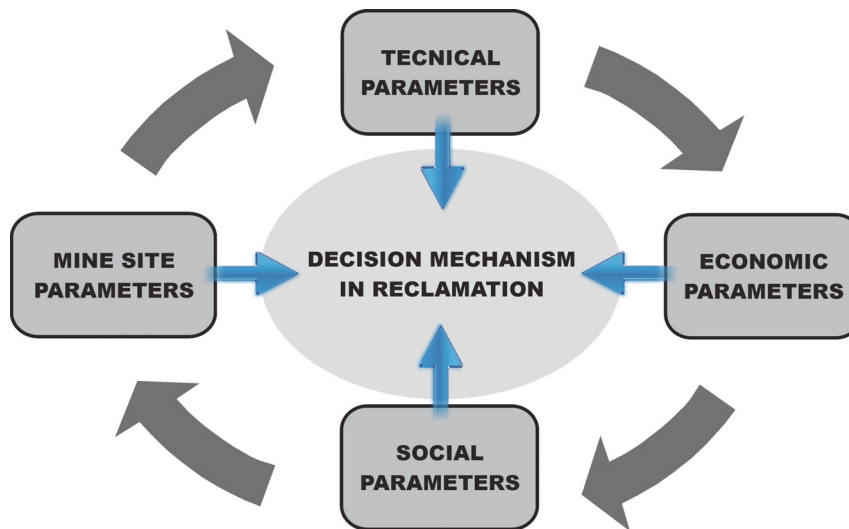 TECNICAL
PARAMETERS
MINE SITE
PARAMETERS
DECISION MECHANISM
IN RECLAMATION
ECONOMIC
PARAMETERS
SOCIAL
PARAMETERS